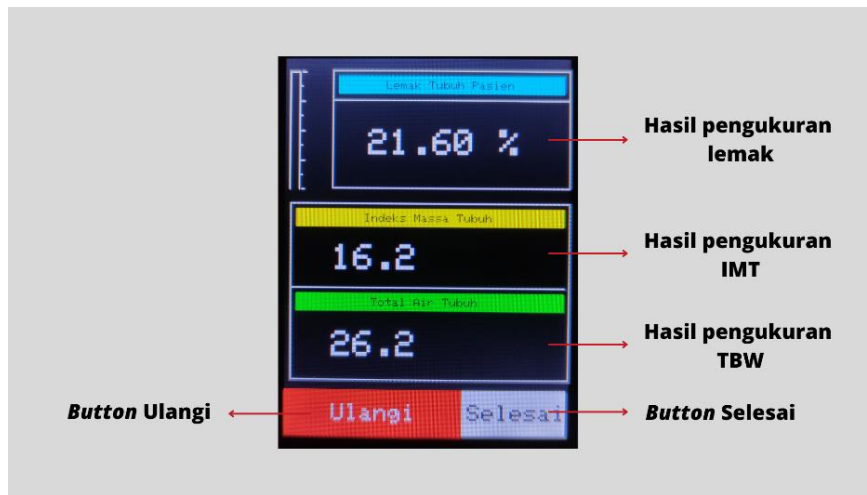 Lemak Tubuh Pasien
21.60 %
Hasil pengukuran
lemak
Indeks Massa Tubuh
16.2
Hasil pengukuran
IMT
Total Air Tubuh
26.2
Hasil pengukuran
TBW
Button Ulangi
Ulangi
Selesai
Button Selesai